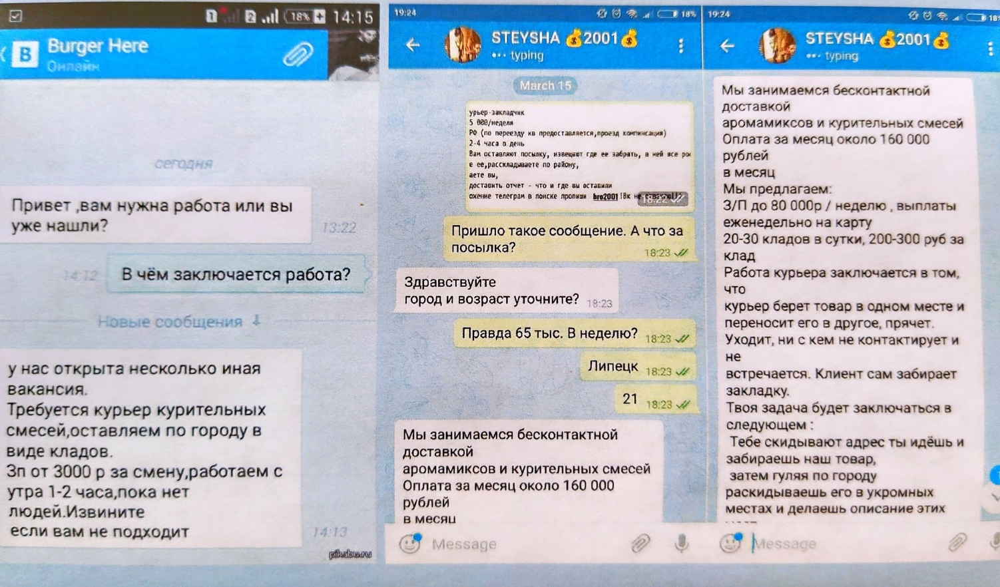 14:15
18%
Burger Here
Онлайн
сегодня
Привет ,вам нужна работа или вы
уже нашли?
13:22
14:12
В чём заключается работа?
Новые сообщения
у нас открыта несколько иная
вакансия.
Требуется курьер курительных
смесей,оставляем по городу в
виде кладов.
Зп от 3000 р за смену,работаем с
утра 1-2 часа,пока нет
людей.Извините
если вам не подходит
14:13
pikabu.ru
19:24
18%
STEYSHA 💰2001💰
••• typing
March 15
урьер-закладчик
5 000/неделя
РФ (по переезду кв предоставляется,проезд компинсация)
2-4 часа в день
Вам оставляют посылку, извещают где ее забрать, в ней все
е ее,расскладываете по району,
аете вы,
доставить отчет - что и где вы оставили
охение телеграм в поиске пропиши bro2001 !Вк
18:22
Пришло такое сообщение. А что за
посылка?
18:23
Здравствуйте
город и возраст уточните?
18:23
Правда 65 тыс. В неделю?
18:23
Липецк
18:23
21
18:23
Мы занимаемся бесконтактной
доставкой
аромамиксов и курительных смесей
Оплата за месяц около 160 000
рублей
в месяц
Message
19:24
18%
STEYSHA 💰2001💰
••• typing
Мы занимаемся бесконтактной
доставкой
аромамиксов и курительных смесей
Оплата за месяц около 160 000
рублей
в месяц
Мы предлагаем:
З/П до 80 000р / неделю , выплаты
еженедельно на карту
20-30 кладов в сутки, 200-300 руб за
клад
Работа курьера заключается в том,
что
курьер берет товар в одном месте и
переносит его в другое, прячет.
Уходит, ни с кем не контактирует и
не
встречается. Клиент сам забирает
закладку.
Твоя задача будет заключаться в
следующем :
Тебе скидывают адрес ты идёшь и
забираешь наш товар,
затем гуляя по городу
раскидываешь его в укромных
местах и делаешь описание этих
Message